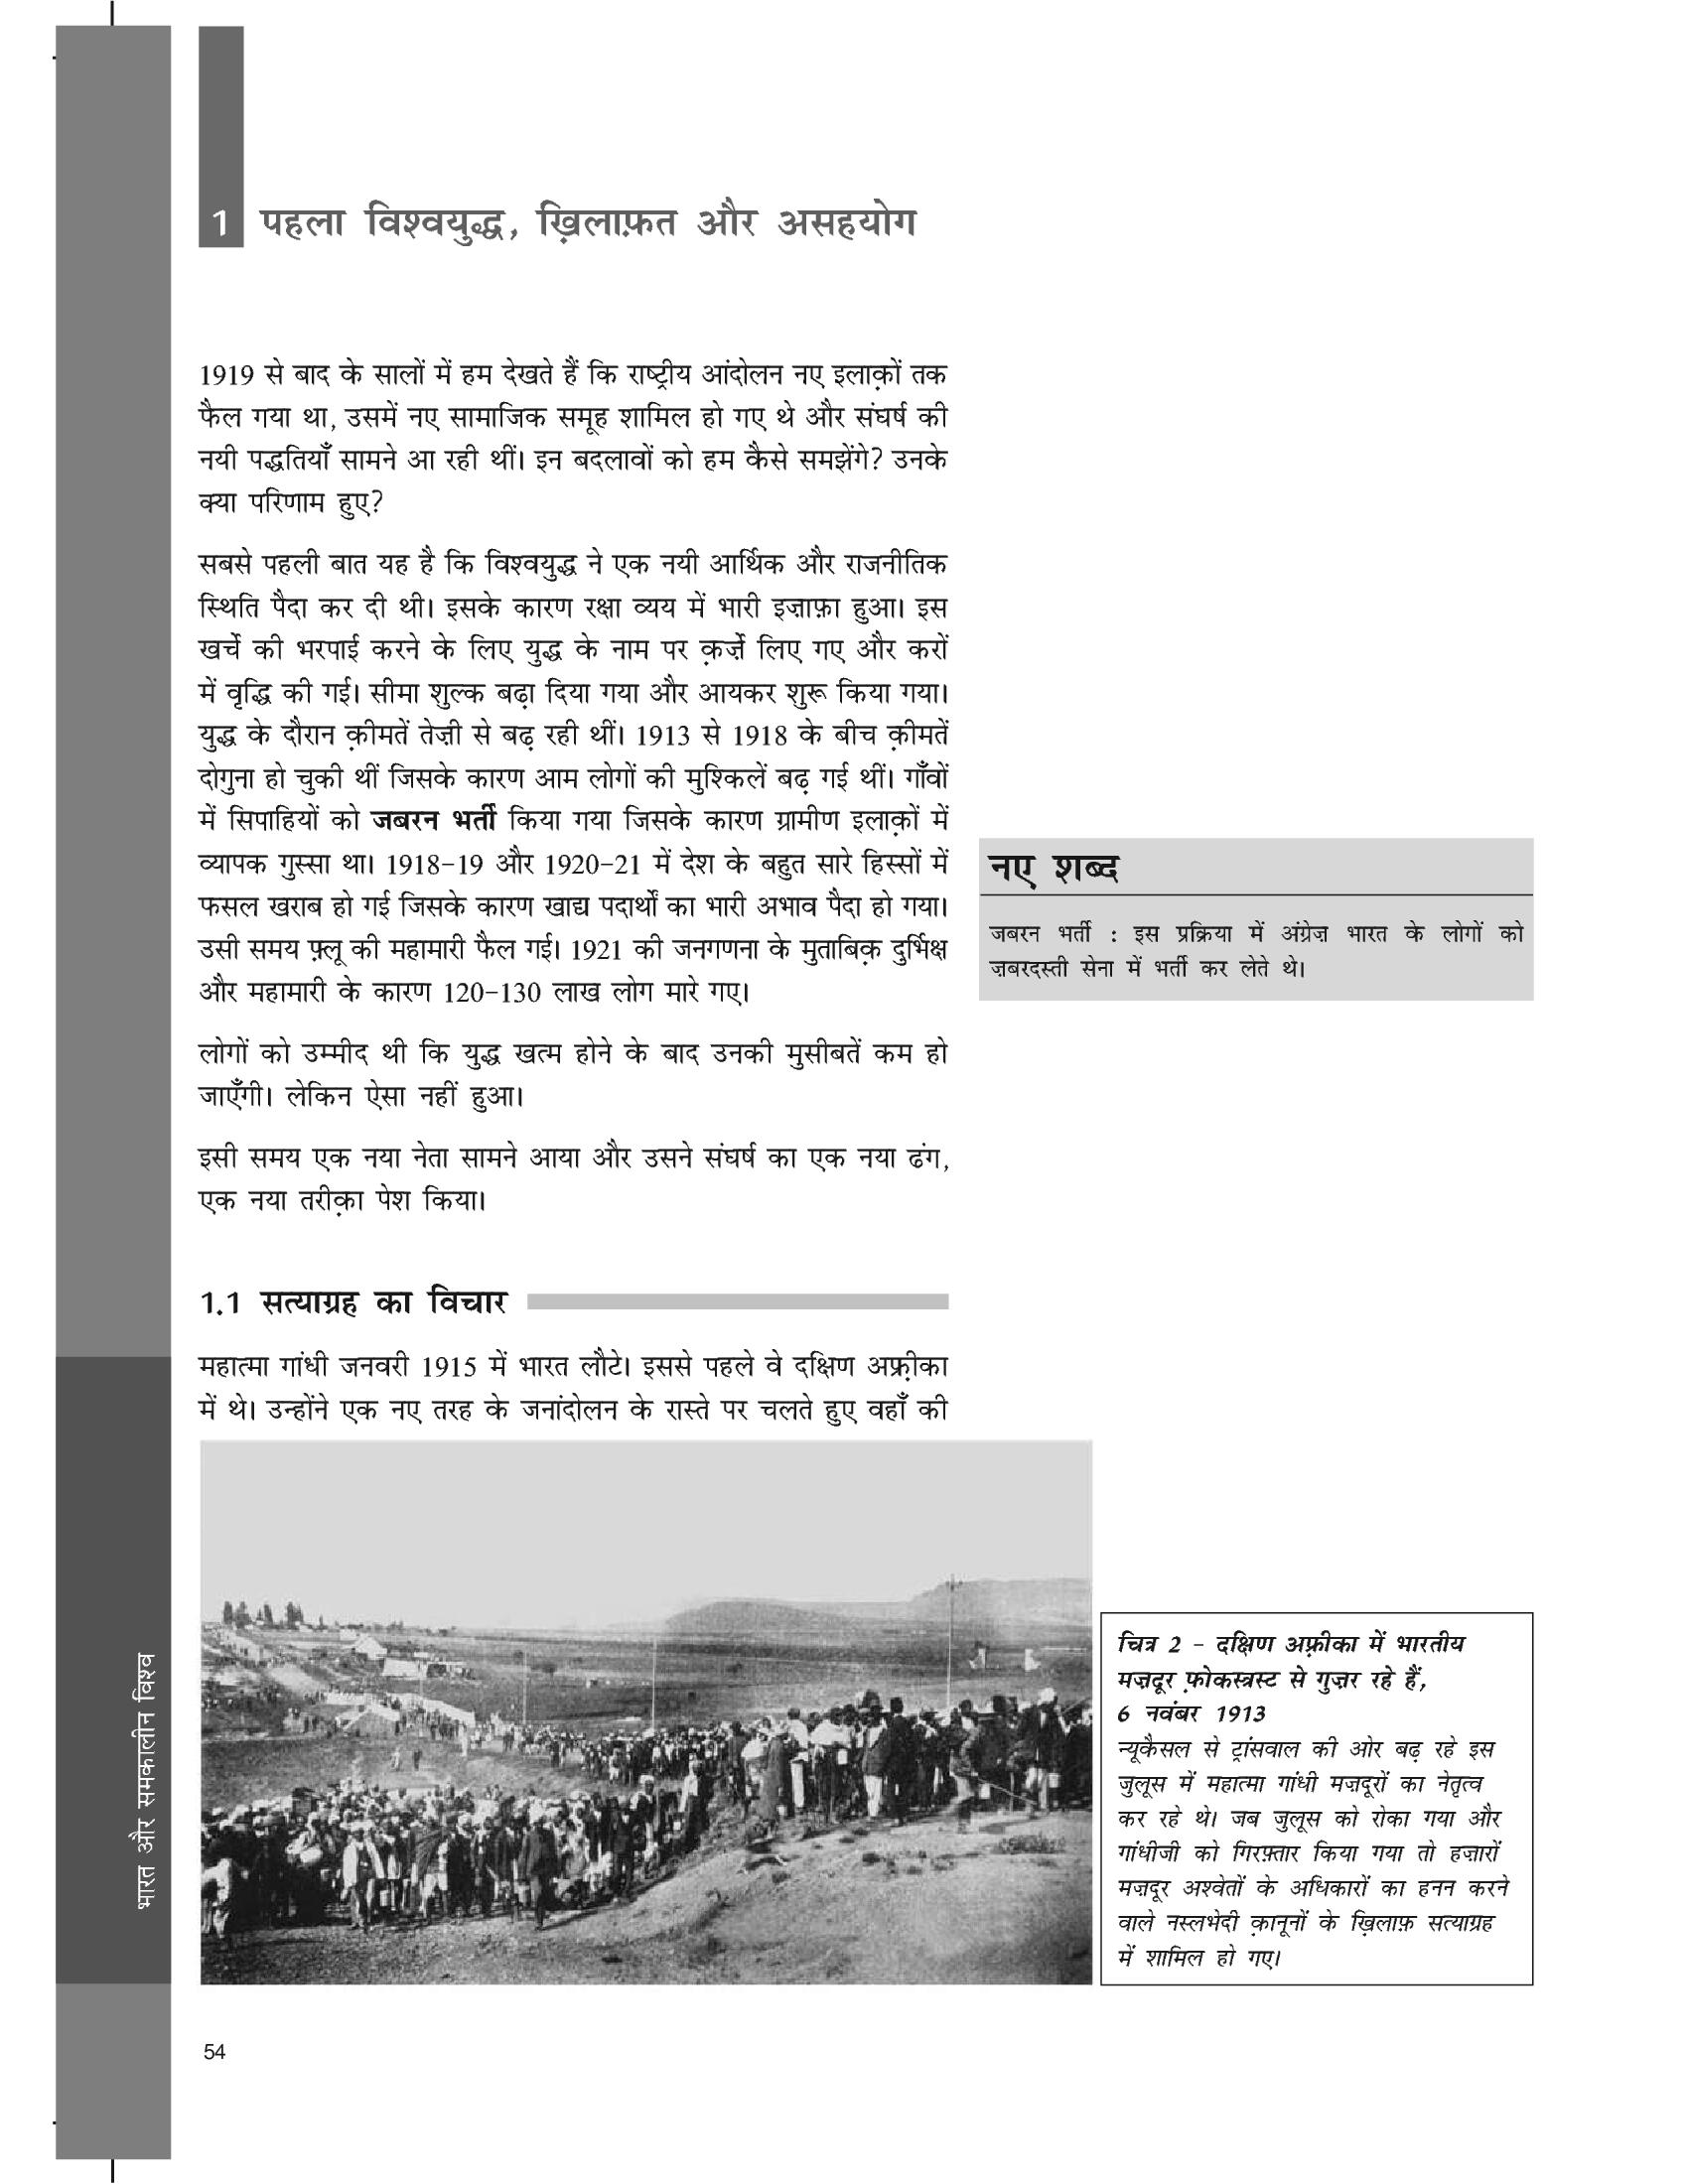 1 पहला विश्वयुद्ध, ख़िलाफ़त और असहयोग
1919 से बाद के सालों में हम देखते हैं कि राष्ट्रीय आंदोलन नए इलाक़ों तक
फैल गया था, उसमें नए सामाजिक समूह शामिल हो गए थे और संघर्ष की
नयी पद्धतियाँ सामने आ रही थीं। इन बदलावों को हम कैसे समझेंगे? उनके
क्या परिणाम हुए?
सबसे पहली बात यह है कि विश्वयुद्ध ने एक नयी आर्थिक और राजनीतिक
स्थिति पैदा कर दी थी। इसके कारण रक्षा व्यय में भारी इज़ाफ़ा हुआ। इस
खर्चे की भरपाई करने के लिए युद्ध के नाम पर क़र्ज़े लिए गए और करों
में वृद्धि की गई। सीमा शुल्क बढ़ा दिया गया और आयकर शुरू किया गया।
युद्ध के दौरान क़ीमतें तेज़ी से बढ़ रही थीं। 1913 से 1918 के बीच क़ीमतें
दोगुना हो चुकी थीं जिसके कारण आम लोगों की मुश्किलें बढ़ गई थीं। गाँवों
में सिपाहियों को जबरन भर्ती किया गया जिसके कारण ग्रामीण इलाक़ों में
व्यापक गुस्सा था। 1918-19 और 1920-21 में देश के बहुत सारे हिस्सों में
फसल खराब हो गई जिसके कारण खाद्य पदार्थों का भारी अभाव पैदा हो गया।
उसी समय फ़्लू की महामारी फैल गई। 1921 की जनगणना के मुताबिक़ दुर्भिक्ष
और महामारी के कारण 120-130 लाख लोग मारे गए।
लोगों को उम्मीद थी कि युद्ध खत्म होने के बाद उनकी मुसीबतें कम हो
जाएँगी। लेकिन ऐसा नहीं हुआ।
इसी समय एक नया नेता सामने आया और उसने संघर्ष का एक नया ढंग,
एक नया तरीक़ा पेश किया।
नए शब्द
जबरन भर्ती : इस प्रक्रिया में अंग्रेज़ भारत के लोगों को
ज़बरदस्ती सेना में भर्ती कर लेते थे।
1.1 सत्याग्रह का विचार
महात्मा गांधी जनवरी 1915 में भारत लौटे। इससे पहले वे दक्षिण अफ़्रीका
में थे। उन्होंने एक नए तरह के जनांदोलन के रास्ते पर चलते हुए वहाँ की
चित्र 2 – दक्षिण अफ़्रीका में भारतीय
मज़दूर फ़ोकस्त्रस्ट से गुज़र रहे हैं,
6 नवंबर 1913
न्यूकैसल से ट्रांसवाल की ओर बढ़ रहे इस
जुलूस में महात्मा गांधी मज़दूरों का नेतृत्व
कर रहे थे। जब जुलूस को रोका गया और
गांधीजी को गिरफ़्तार किया गया तो हज़ारों
मज़दूर अश्वेतों के अधिकारों का हनन करने
वाले नस्लभेदी क़ानूनों के ख़िलाफ़ सत्याग्रह
में शामिल हो गए।
भारत और समकालीन विश्व
54